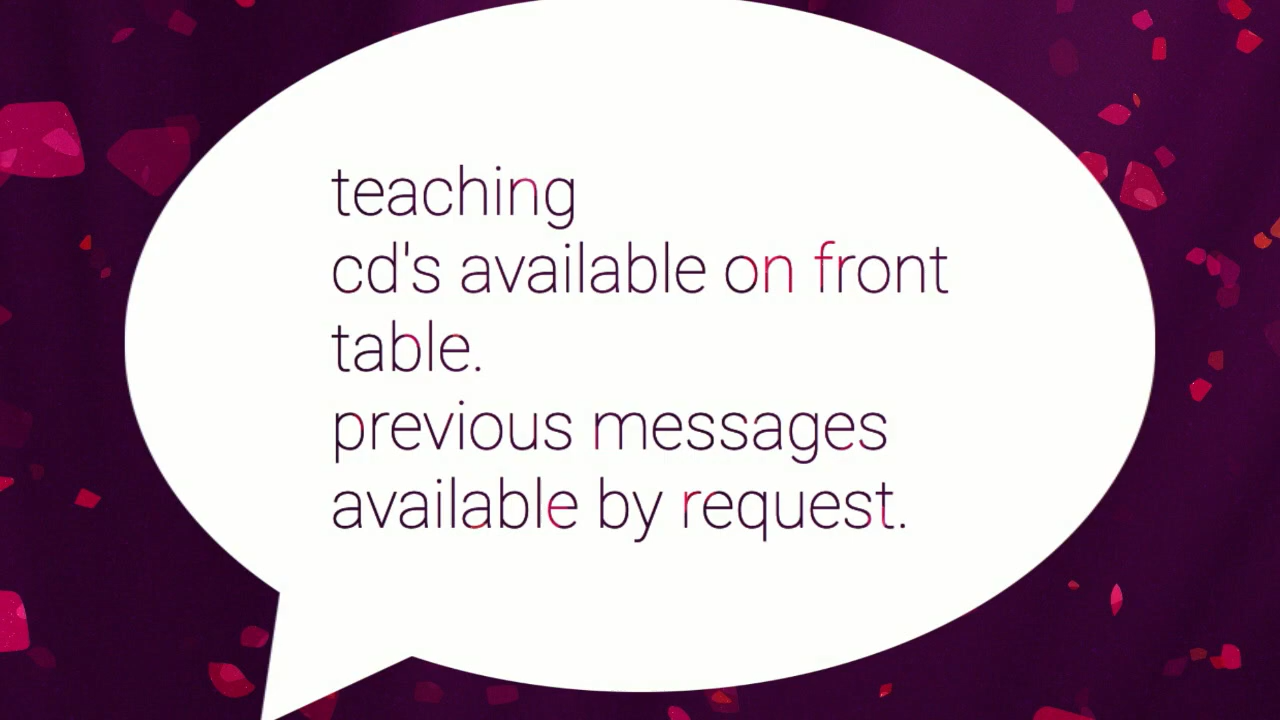 teaching
cd's available on front
table.
previous messages
available by request.